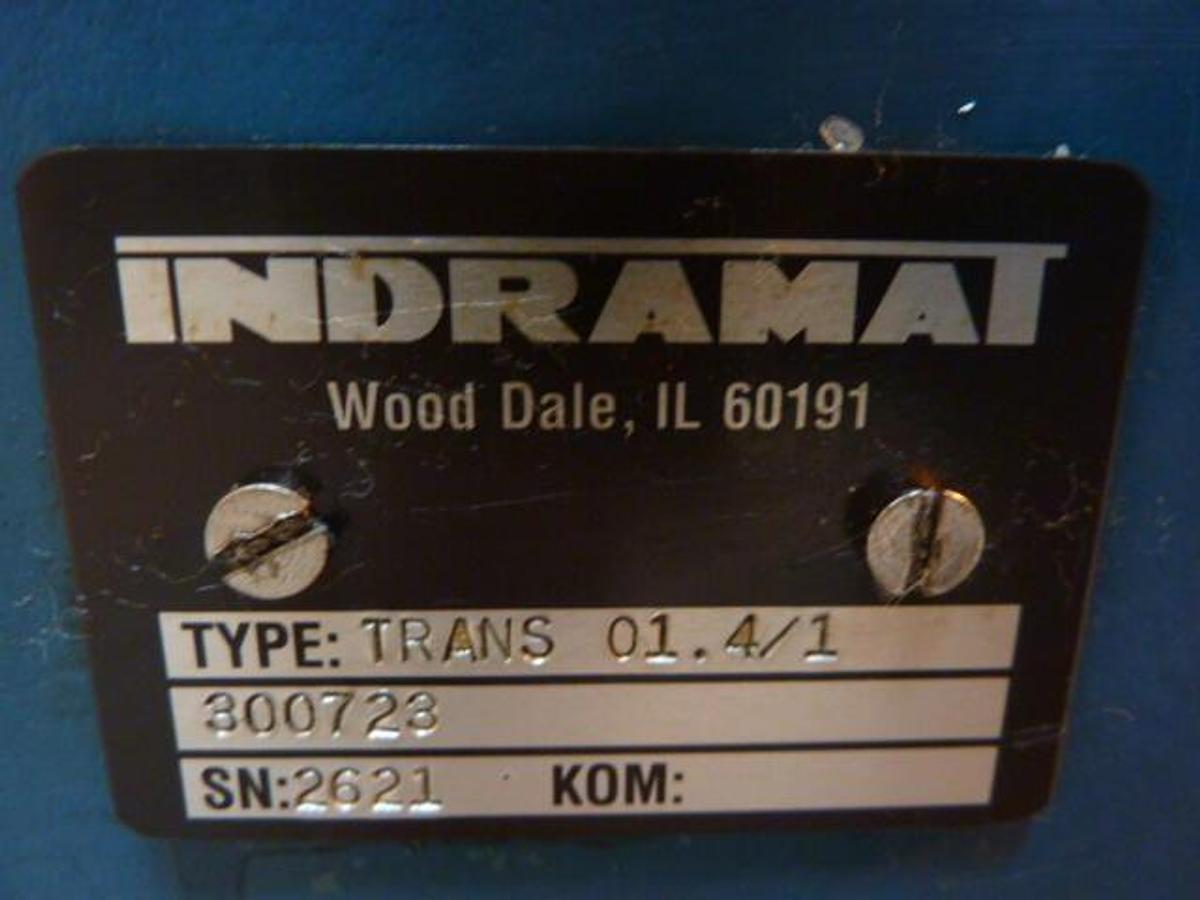 INDRAMAT
Wood Dale, IL 60191
TYPE: TRANS 01.4/1
300723
SN:2621 KOM: